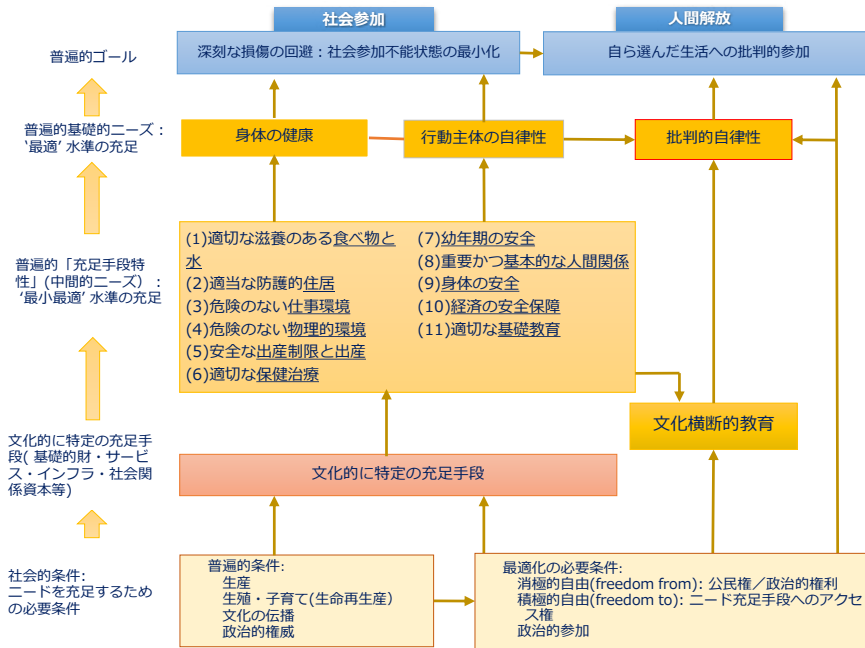 社会参加
人間解放
普遍的ゴール
深刻な損傷の回避：社会参加不能状態の最小化
自ら選んだ生活への批判的参加
普遍的基礎的ニーズ：
‘最適’ 水準の充足
身体の健康
行動主体の自律性
批判的自律性
普遍的「充足手段特
性」(中間的ニーズ）：
‘最小最適’ 水準の充足
(1)適切な滋養のある食べ物と
水
(2)適当な防護的住居
(3)危険のない仕事環境
(4)危険のない物理的環境
(5)安全な出産制限と出産
(6)適切な保健治療
(7)幼年期の安全
(8)重要かつ基本的な人間関係
(9)身体の安全
(10)経済の安全保障
(11)適切な基礎教育
文化横断的教育
文化的に特定の充足手
段( 基礎的財・サービ
ス・インフラ・社会関
係資本等)
文化的に特定の充足手段
社会的条件:
ニードを充足するため
の必要条件
普遍的条件:
生産
生殖・子育て(生命再生産）
文化の伝播
政治的権威
最適化の必要条件:
消極的自由(freedom from): 公民権／政治的権利
積極的自由(freedom to): ニード充足手段へのアクセ
ス権
政治的参加